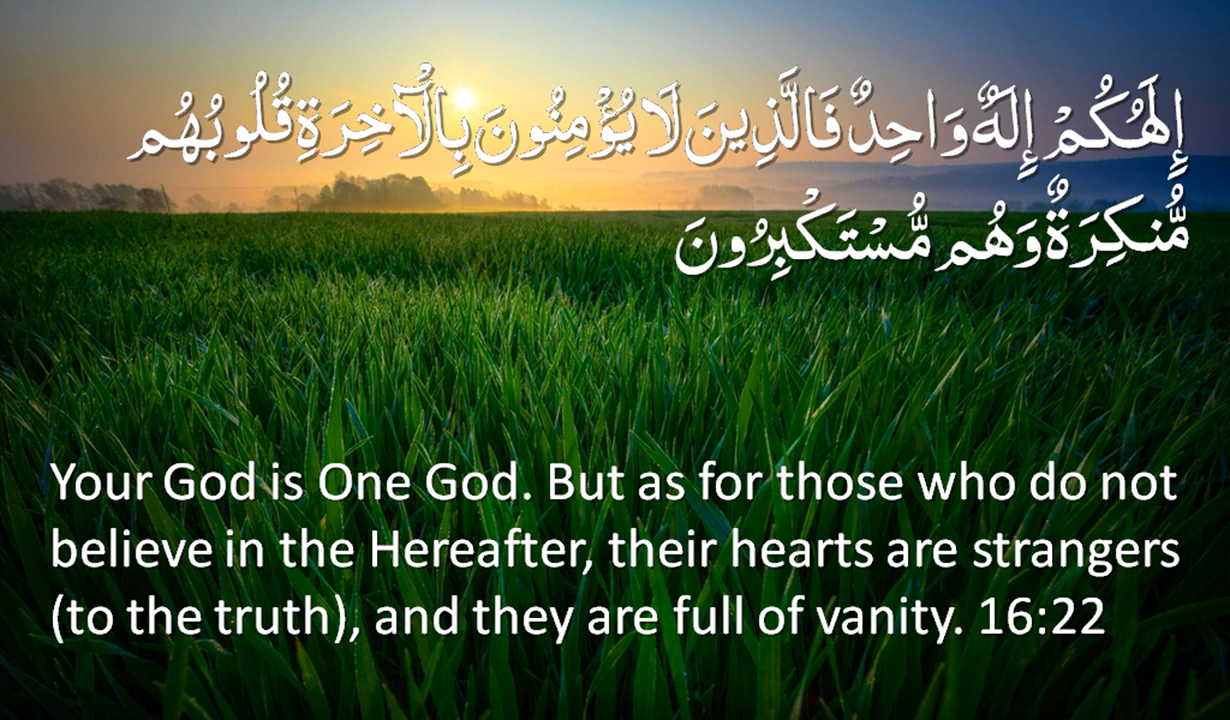 إِلَٰهُكُمْ إِلَٰهٌ وَاحِدٌ فَالَّذِينَ لَا يُؤْمِنُونَ بِالْآخِرَةِ قُلُوبُهُم
مُّنكِرَةٌ وَهُم مُّسْتَكْبِرُونَ
Your God is One God. But as for those who do not
believe in the Hereafter, their hearts are strangers
(to the truth), and they are full of vanity. 16:22